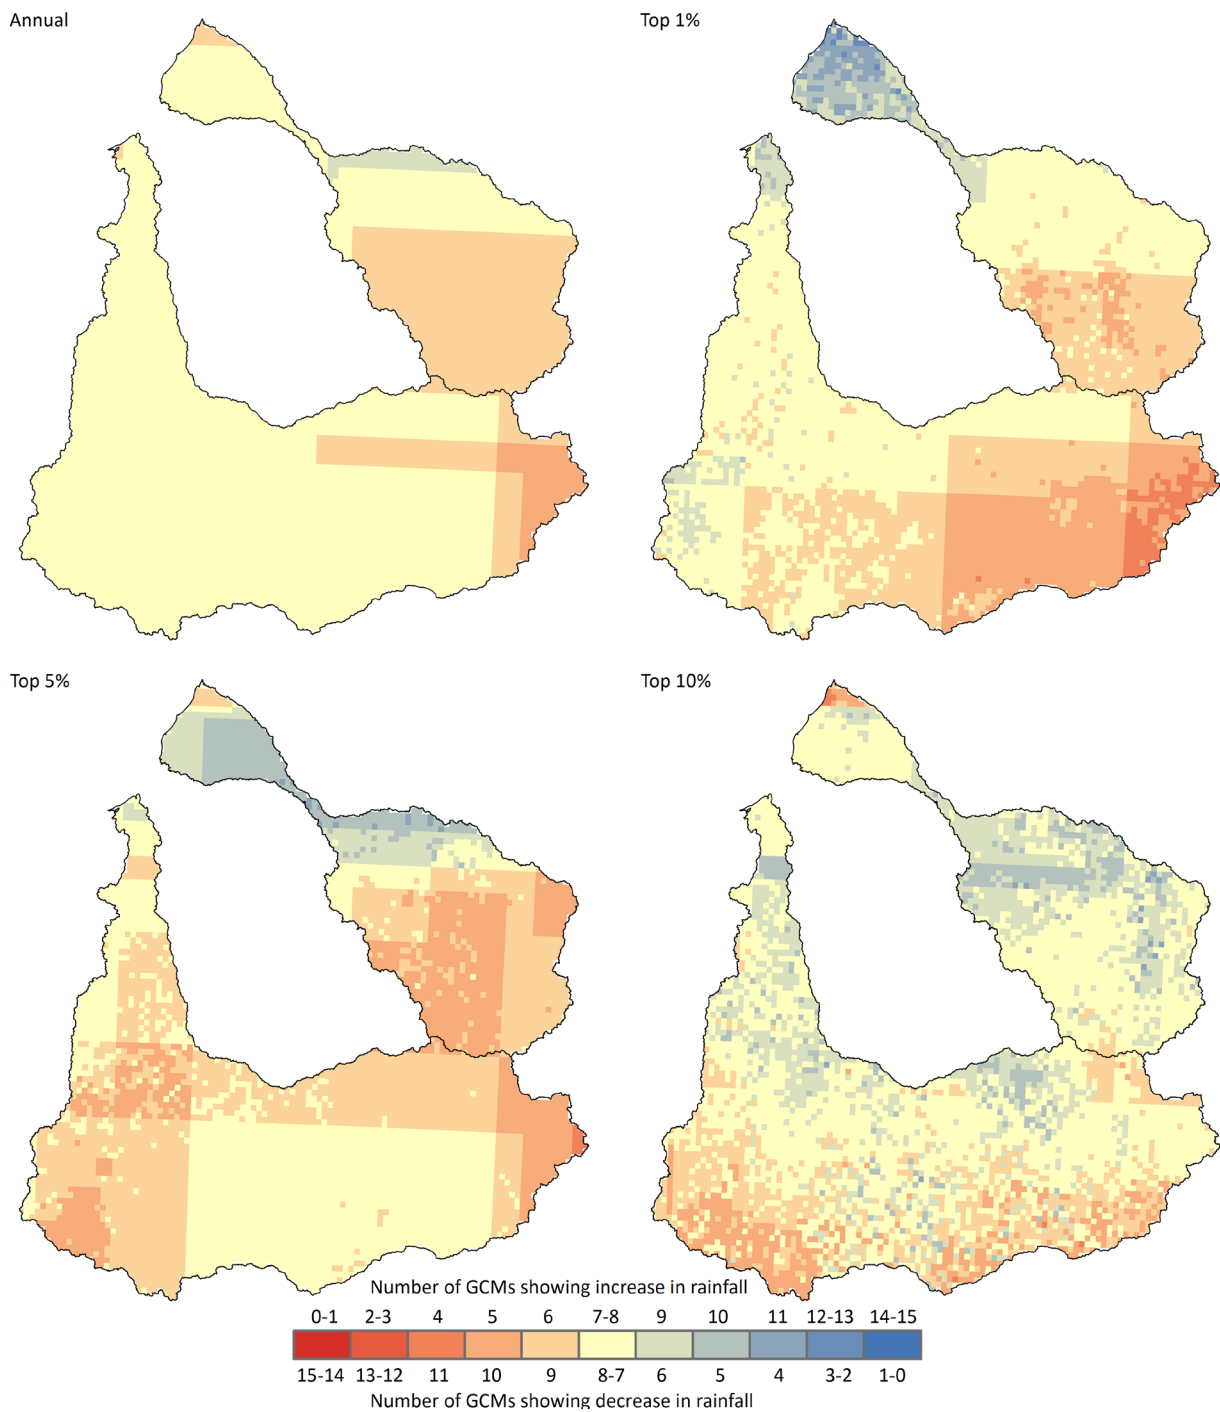 Annual
Top 1%
Top 5%
Top 10%
Number of GCMs showing increase in rainfall
0-1 2-3 4 5 6 7-8 9 10 11 12-13 14-15
15-14 13-12 11 10 9 8-7 6 5 4 3-2 1-0
Number of GCMs showing decrease in rainfall